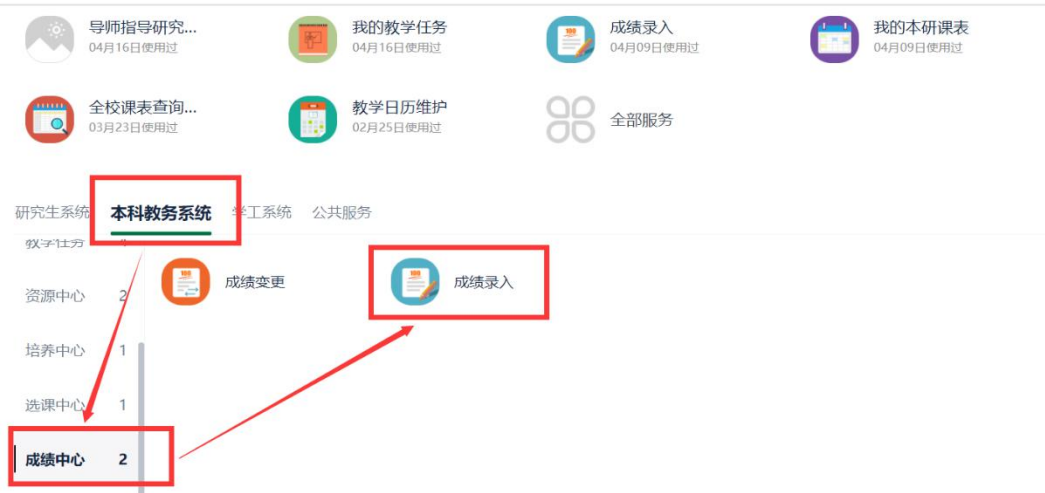 导师指导研究...
04月16日使用过
我的教学任务
04月16日使用过
成绩录入
04月09日使用过
我的本研课表
04月09日使用过
全校课表查询...
03月23日使用过
教学日历维护
02月25日使用过
全部服务
研究生系统 本科教务系统 学工系统 公共服务
教学任务
成绩变更
成绩录入
资源中心 2
培养中心 1
选课中心 1
成绩中心 2